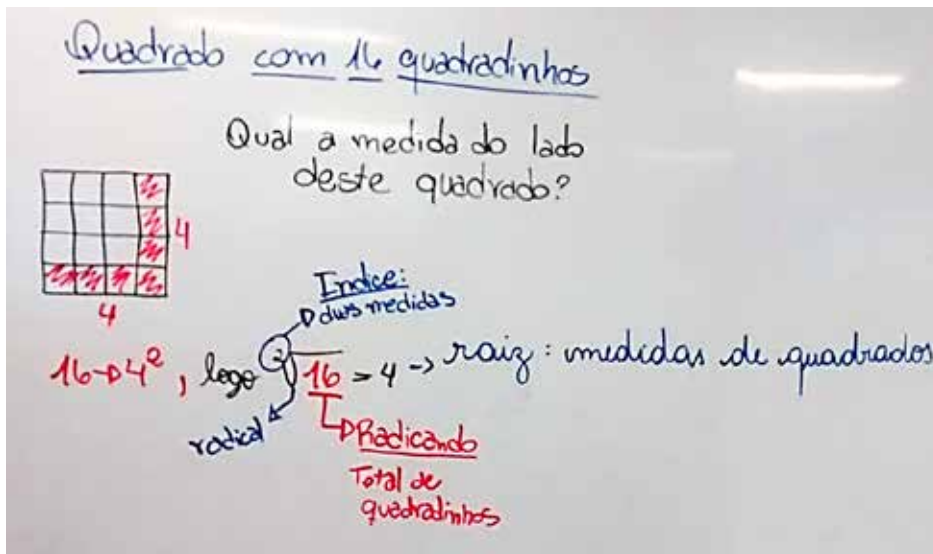 Quadrado com 16 quadradinhos
Qual a medida do lado
deste quadrado?
4
4
Índice:
duas medidas
16→4², logo ²√16 = 4 → raiz: medidas de quadrados
radical
Radicando
Total de
quadradinhos